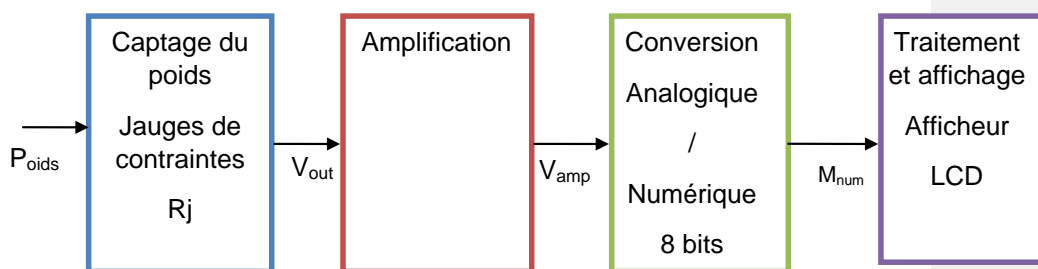 Captage du
poids
Jauges de
contraintes
Rj
Amplification
Conversion
Analogique
/
Numérique
8 bits
Traitement
et affichage
Afficheur
LCD
Poids
Vout
Vamp
Mnum